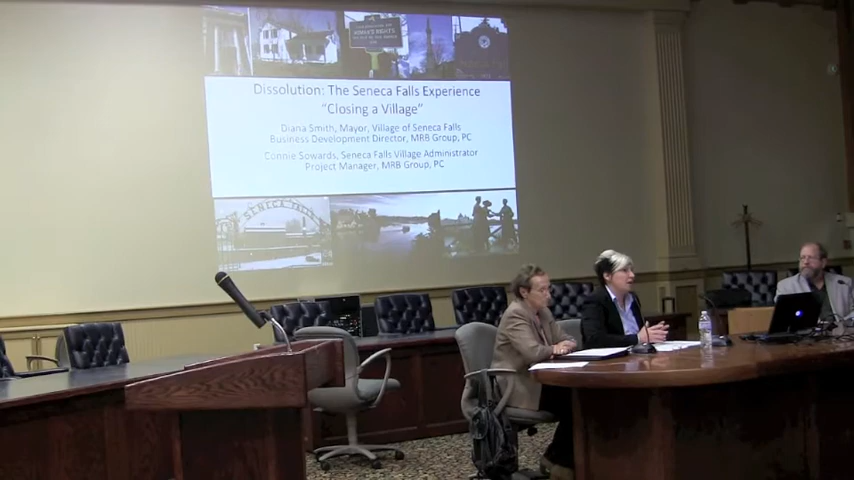 WOMAN'S RIGHTS
Dissolution: The Seneca Falls Experience
"Closing a Village"
Diana Smith, Mayor, Village of Seneca Falls
Business Development Director, MRB Group, PC
Connie Sowards, Seneca Falls Village Administrator
Project Manager, MRB Group, PC
SENECA FALLS